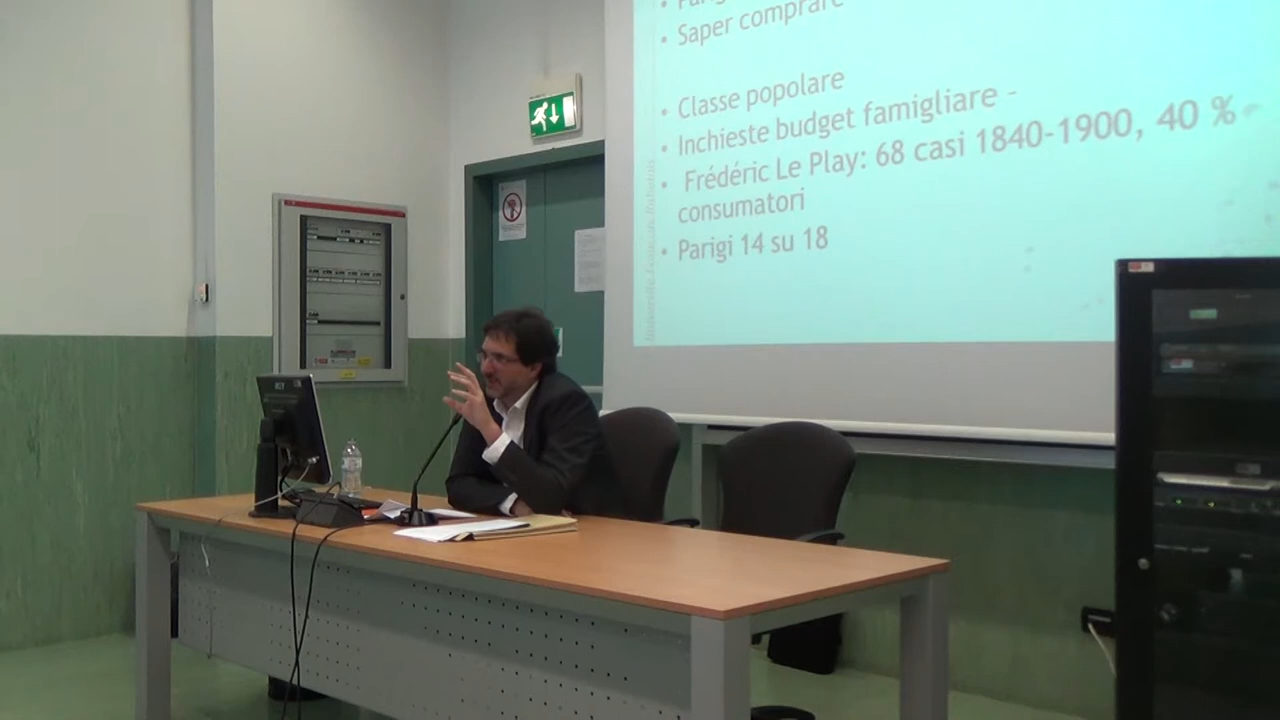 Saper comprare
Classe popolare
Inchieste budget famigliare -
Frédéric Le Play: 68 casi 1840-1900, 40 %
consumatori
Parigi 14 su 18